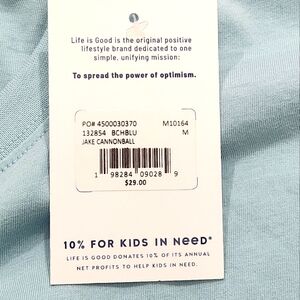 Life is Good is the original positive
lifestyle brand dedicated to one
simple, unifying mission:
To spread the power of optimism.
PO# 4500030370 M10164
132854 BCHBLU M
JAKE CANNONBALL
1 98284 09028 9
$29.00
10% FOR KIDS IN NeeD*
LIFE IS GOOD DONATES 10% OF ITS ANNUAL
NET PROFITS TO HELP KIDS IN NEED.